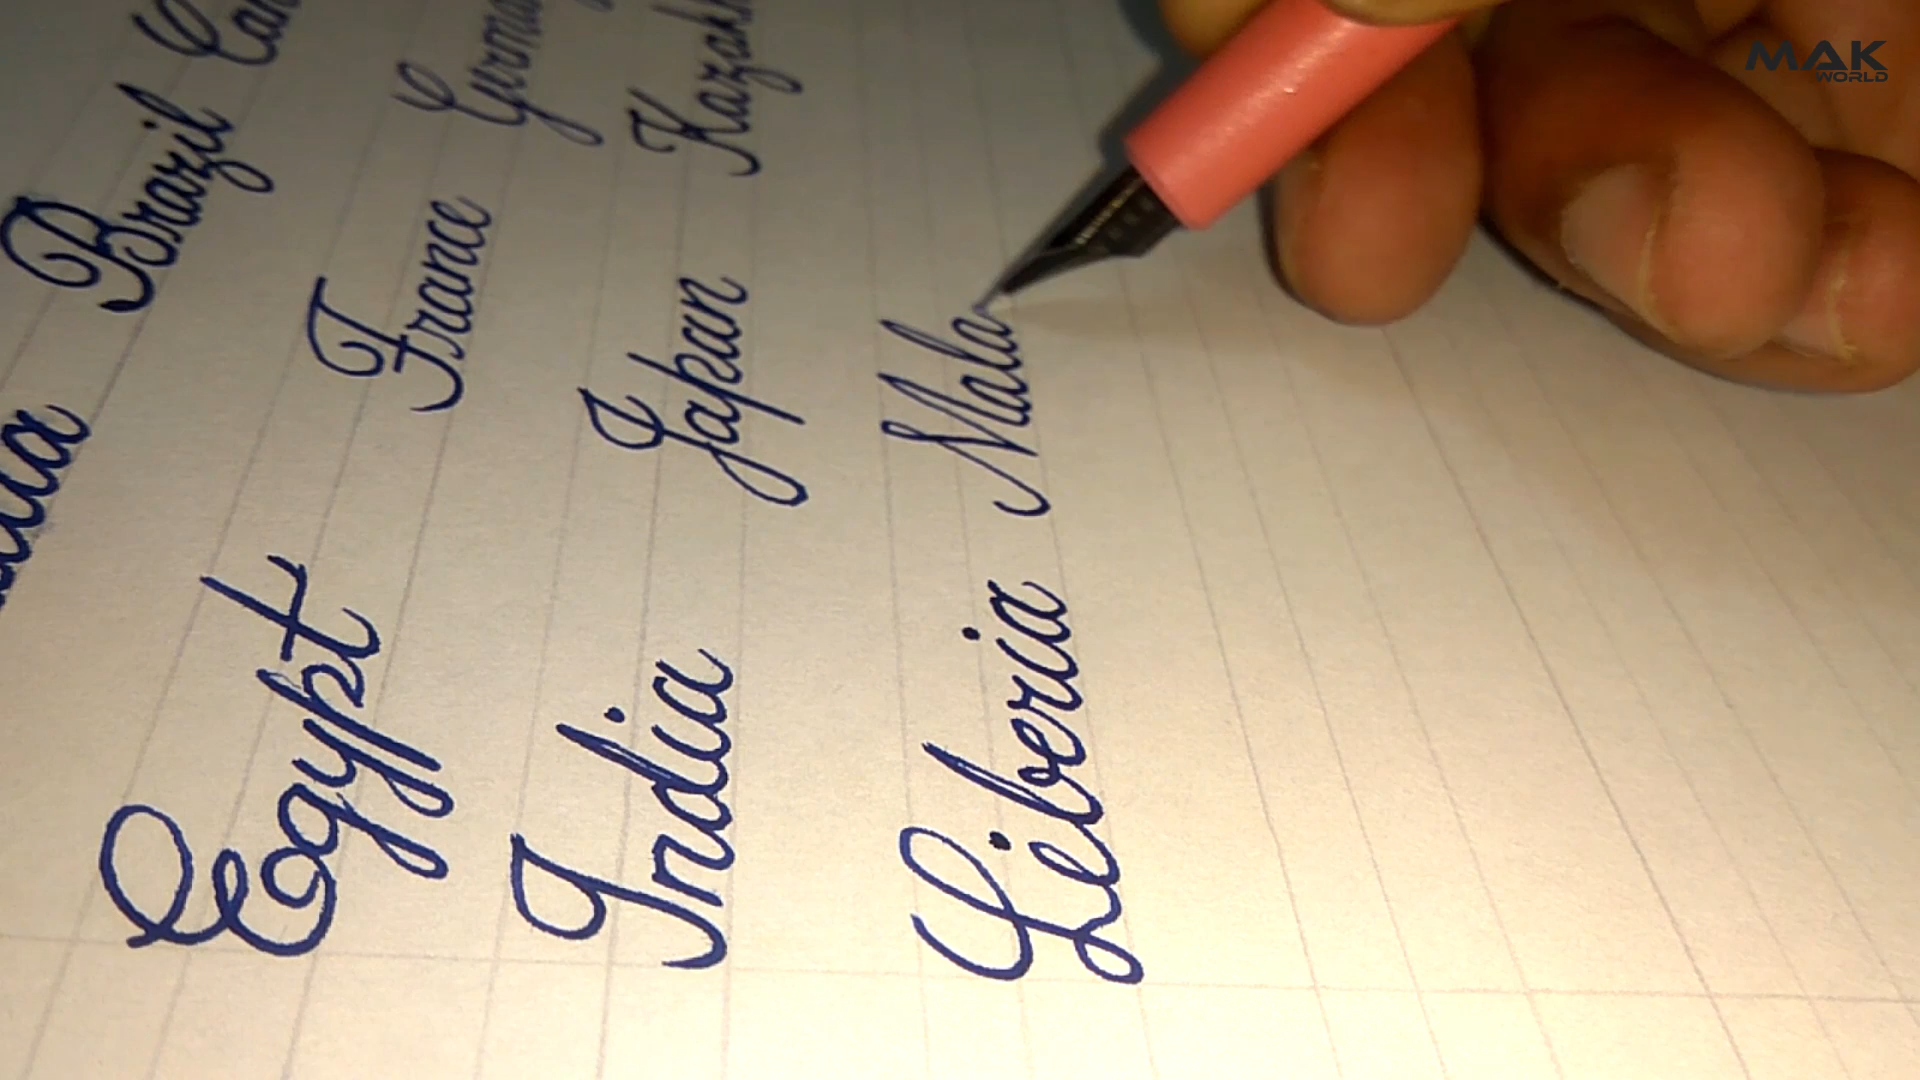 Brazil
Egypt France
India Japan
Liberia Mala
MAK
WORLD